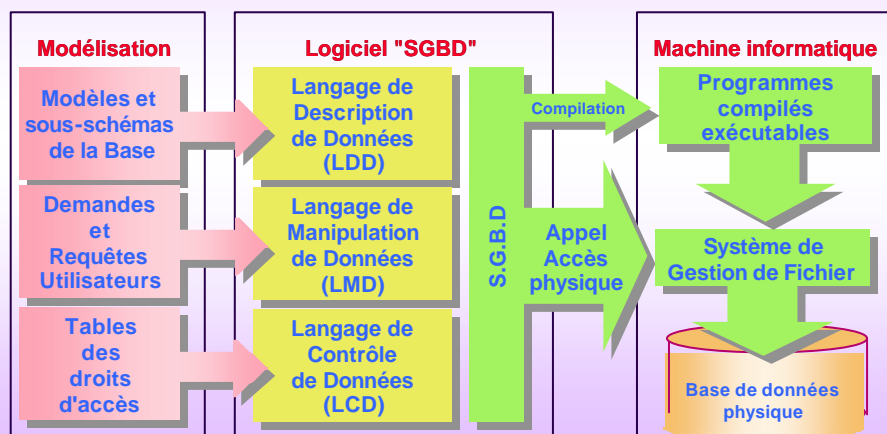 Modélisation
Modèles et
sous-schémas
de la Base
Demandes
et
Requêtes
Utilisateurs
Tables
des
droits
d'accès
Logiciel "SGBD"
Langage de
Description
de Données
(LDD)
Langage de
Manipulation
de Données
(LMD)
Langage de
Contrôle
de Données
(LCD)
S.G.B.D
Compilation
Appel
Accès
physique
Machine informatique
Programmes
compilés
exécutables
Système de
Gestion de Fichier
Base de données
physique